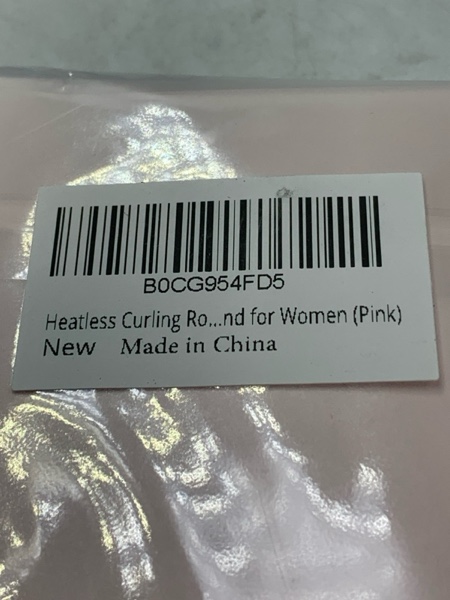 B0CG954FD5
Heatless Curling Ro...nd for Women (Pink)
New Made in China